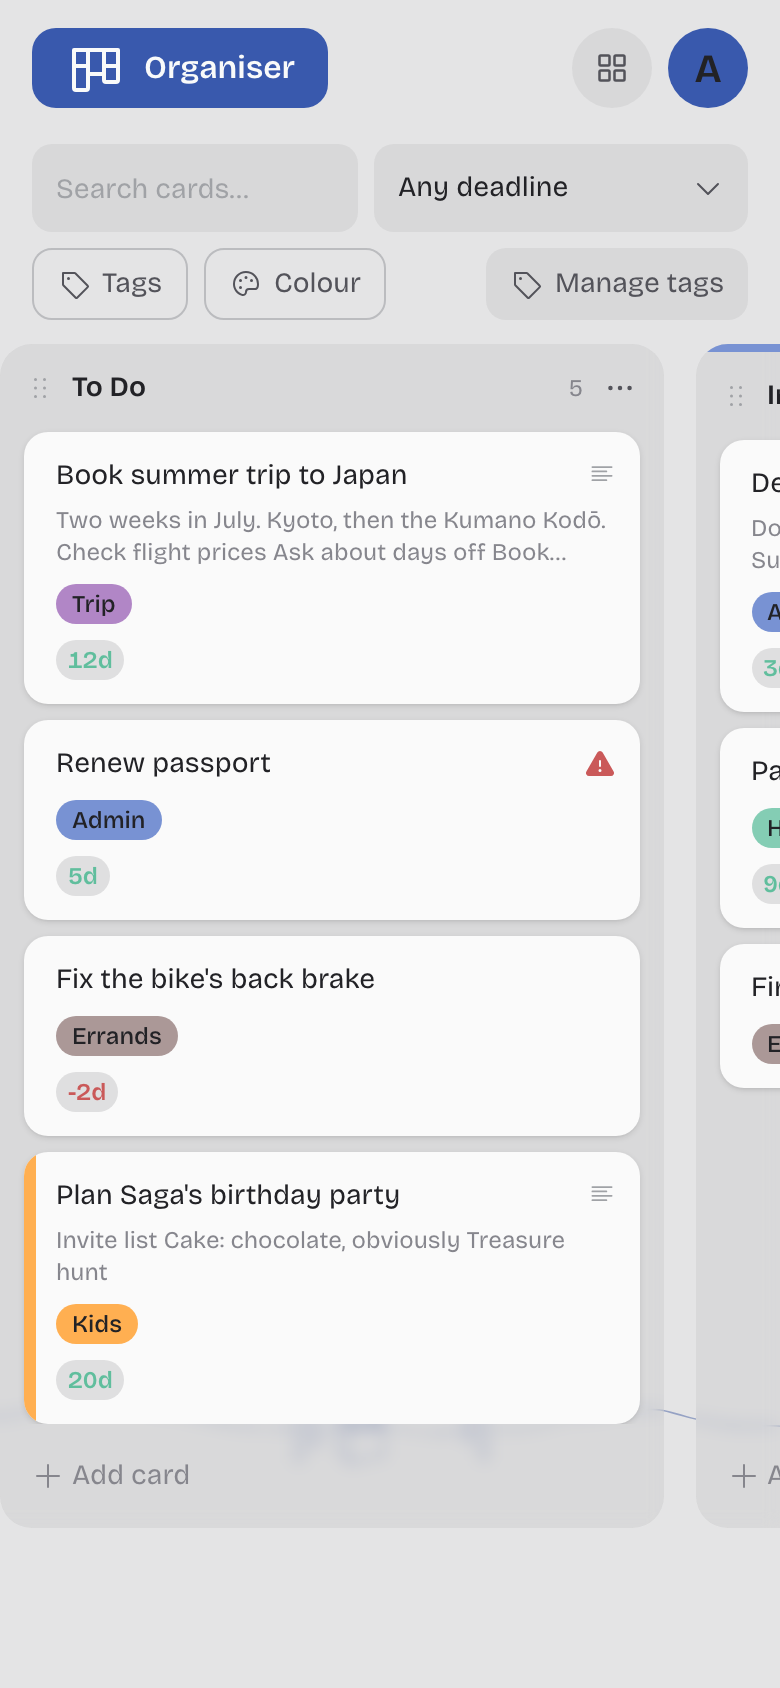 Organiser
A
Search cards...
Any deadline
Tags
Colour
Manage tags
To Do
5
Book summer trip to Japan
Two weeks in July. Kyoto, then the Kumano Kodō.
Check flight prices Ask about days off Book...
Trip
12d
Renew passport
Admin
5d
Fix the bike's back brake
Errands
-2d
Plan Saga's birthday party
Invite list Cake: chocolate, obviously Treasure
hunt
Kids
20d
Add card